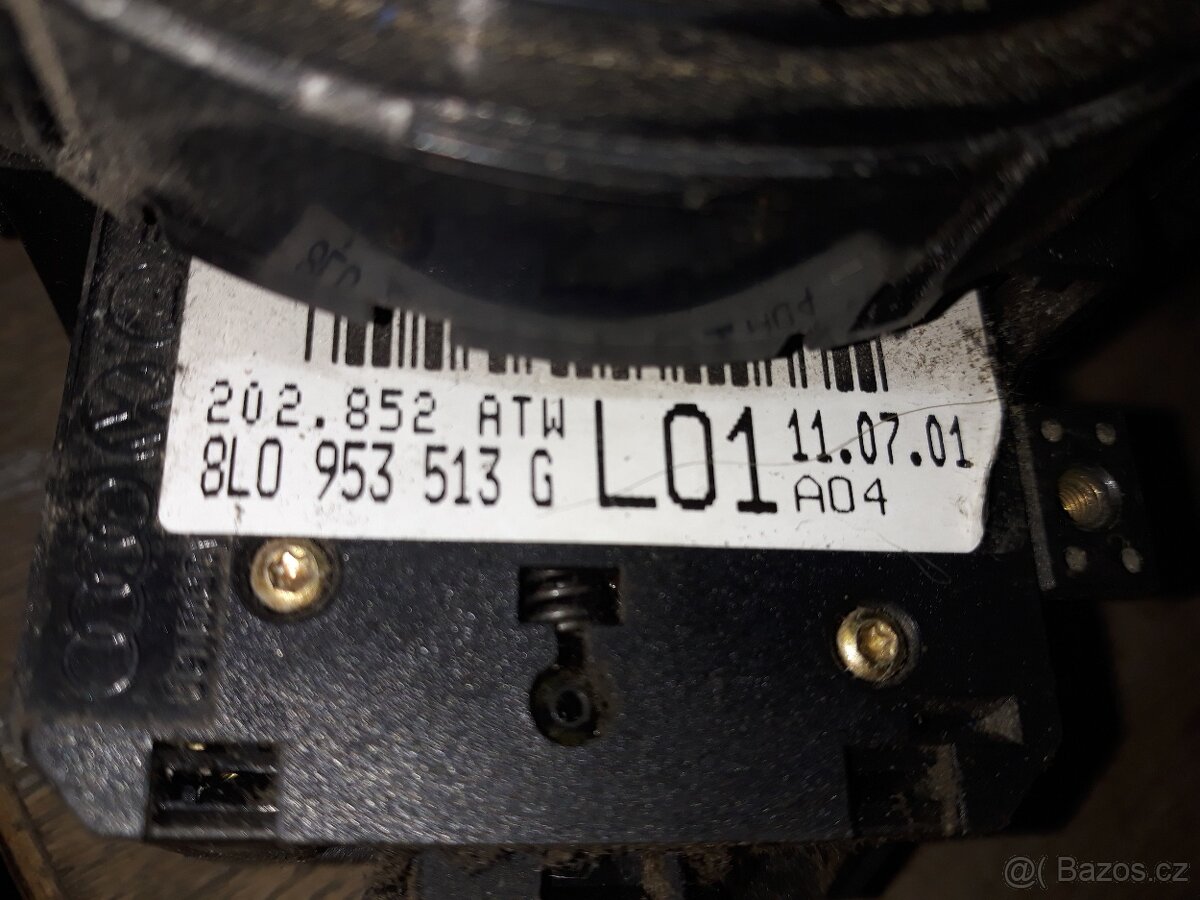 202.852 ATW L01 11.07.01
8L0 953 513 G A04
@( Bazos.cz